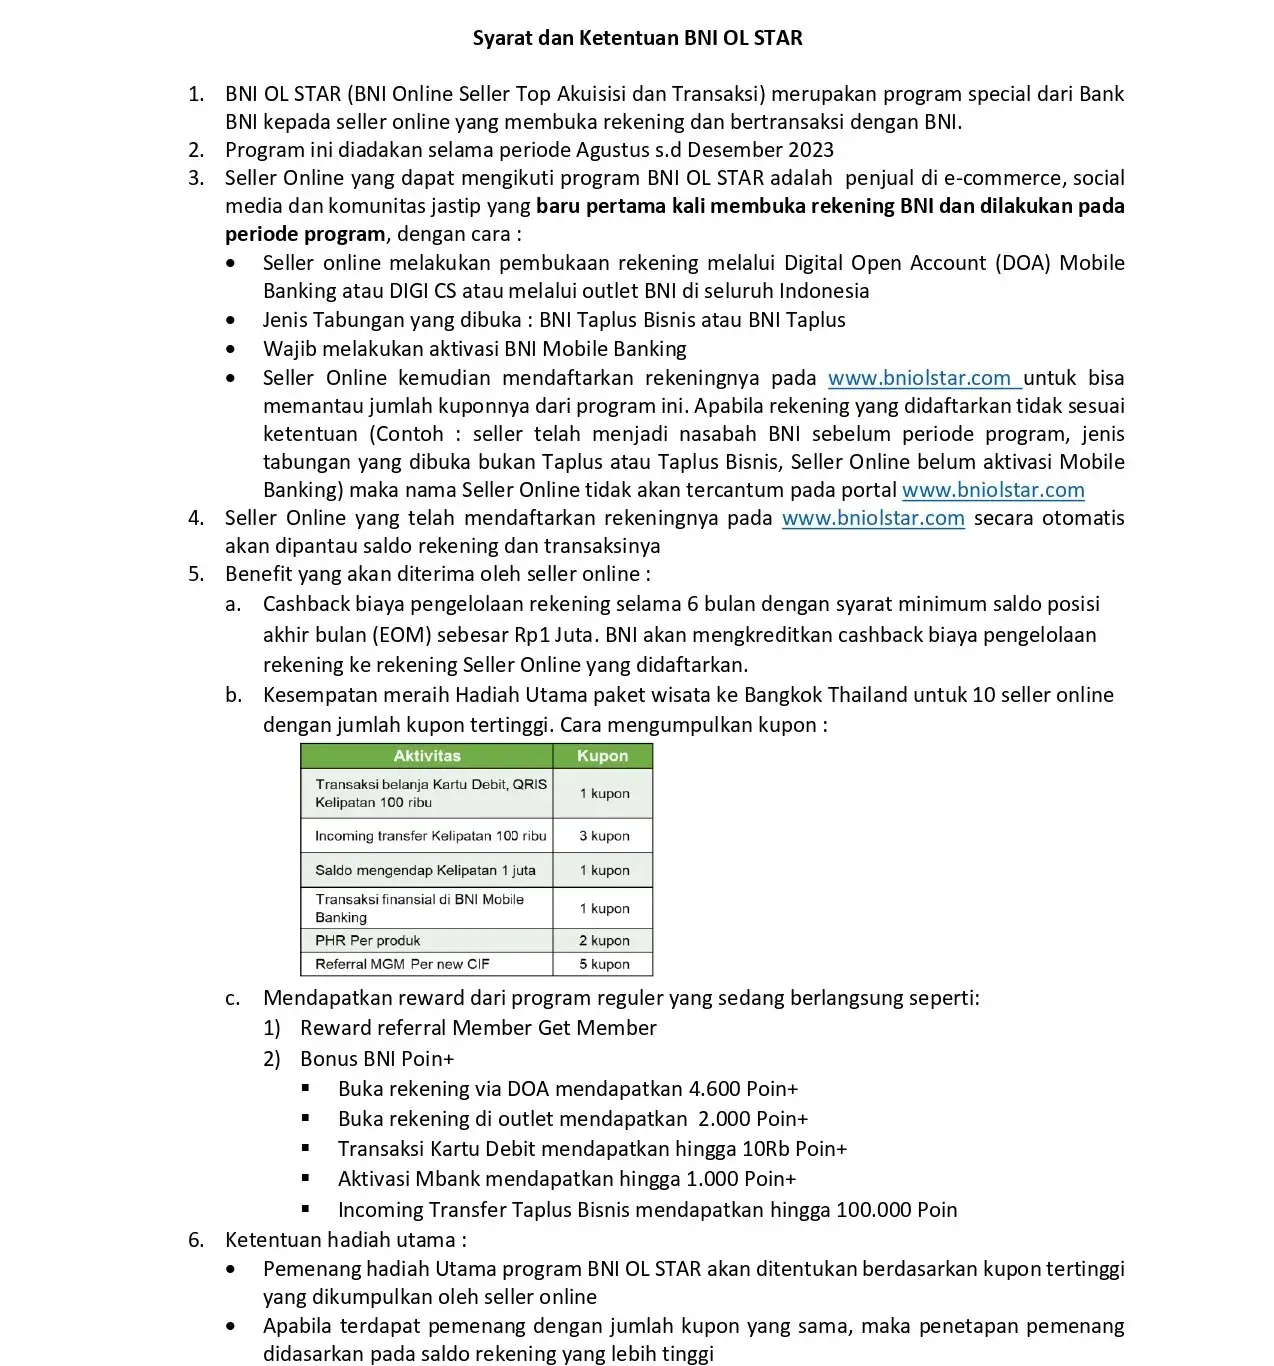 Syarat dan Ketentuan BNI OL STAR
1. BNI OL STAR (BNI Online Seller Top Akuisisi dan Transaksi) merupakan program special dari Bank
BNI kepada seller online yang membuka rekening dan bertransaksi dengan BNI.
2. Program ini diadakan selama periode Agustus s.d Desember 2023
3. Seller Online yang dapat mengikuti program BNI OL STAR adalah penjual di e-commerce, social
media dan komunitas jastip yang baru pertama kali membuka rekening BNI dan dilakukan pada
periode program, dengan cara :
• Seller online melakukan pembukaan rekening melalui Digital Open Account (DOA) Mobile
Banking atau DIGI CS atau melalui outlet BNI di seluruh Indonesia
• Jenis Tabungan yang dibuka : BNI Taplus Bisnis atau BNI Taplus
• Wajib melakukan aktivasi BNI Mobile Banking
• Seller Online kemudian mendaftarkan rekeningnya pada www.bniolstar.com untuk bisa
memantau jumlah kuponnya dari program ini. Apabila rekening yang didaftarkan tidak sesuai
ketentuan (Contoh : seller telah menjadi nasabah BNI sebelum periode program, jenis
tabungan yang dibuka bukan Taplus atau Taplus Bisnis, Seller Online belum aktivasi Mobile
Banking) maka nama Seller Online tidak akan tercantum pada portal www.bniolstar.com
4. Seller Online yang telah mendaftarkan rekeningnya pada www.bniolstar.com secara otomatis
akan dipantau saldo rekening dan transaksinya
5. Benefit yang akan diterima oleh seller online :
a. Cashback biaya pengelolaan rekening selama 6 bulan dengan syarat minimum saldo posisi
akhir bulan (EOM) sebesar Rp1 Juta. BNI akan mengkreditkan cashback biaya pengelolaan
rekening ke rekening Seller Online yang didaftarkan.
b. Kesempatan meraih Hadiah Utama paket wisata ke Bangkok Thailand untuk 10 seller online
dengan jumlah kupon tertinggi. Cara mengumpulkan kupon :
Aktivitas Kupon
Transaksi belanja Kartu Debit, QRIS
Kelipatan 100 ribu 1 kupon
Incoming transfer Kelipatan 100 ribu 3 kupon
Saldo mengendap Kelipatan 1 juta 1 kupon
Transaksi finansial di BNI Mobile
Banking 1 kupon
PHR Per produk 2 kupon
Referral MGM Per new CIF 5 kupon
c. Mendapatkan reward dari program reguler yang sedang berlangsung seperti:
1) Reward referral Member Get Member
2) Bonus BNI Poin+
▪ Buka rekening via DOA mendapatkan 4.600 Poin+
▪ Buka rekening di outlet mendapatkan 2.000 Poin+
▪ Transaksi Kartu Debit mendapatkan hingga 10Rb Poin+
▪ Aktivasi Mbank mendapatkan hingga 1.000 Poin+
▪ Incoming Transfer Taplus Bisnis mendapatkan hingga 100.000 Poin
6. Ketentuan hadiah utama :
• Pemenang hadiah Utama program BNI OL STAR akan ditentukan berdasarkan kupon tertinggi
yang dikumpulkan oleh seller online
• Apabila terdapat pemenang dengan jumlah kupon yang sama, maka penetapan pemenang
didasarkan pada saldo rekening yang lebih tinggi